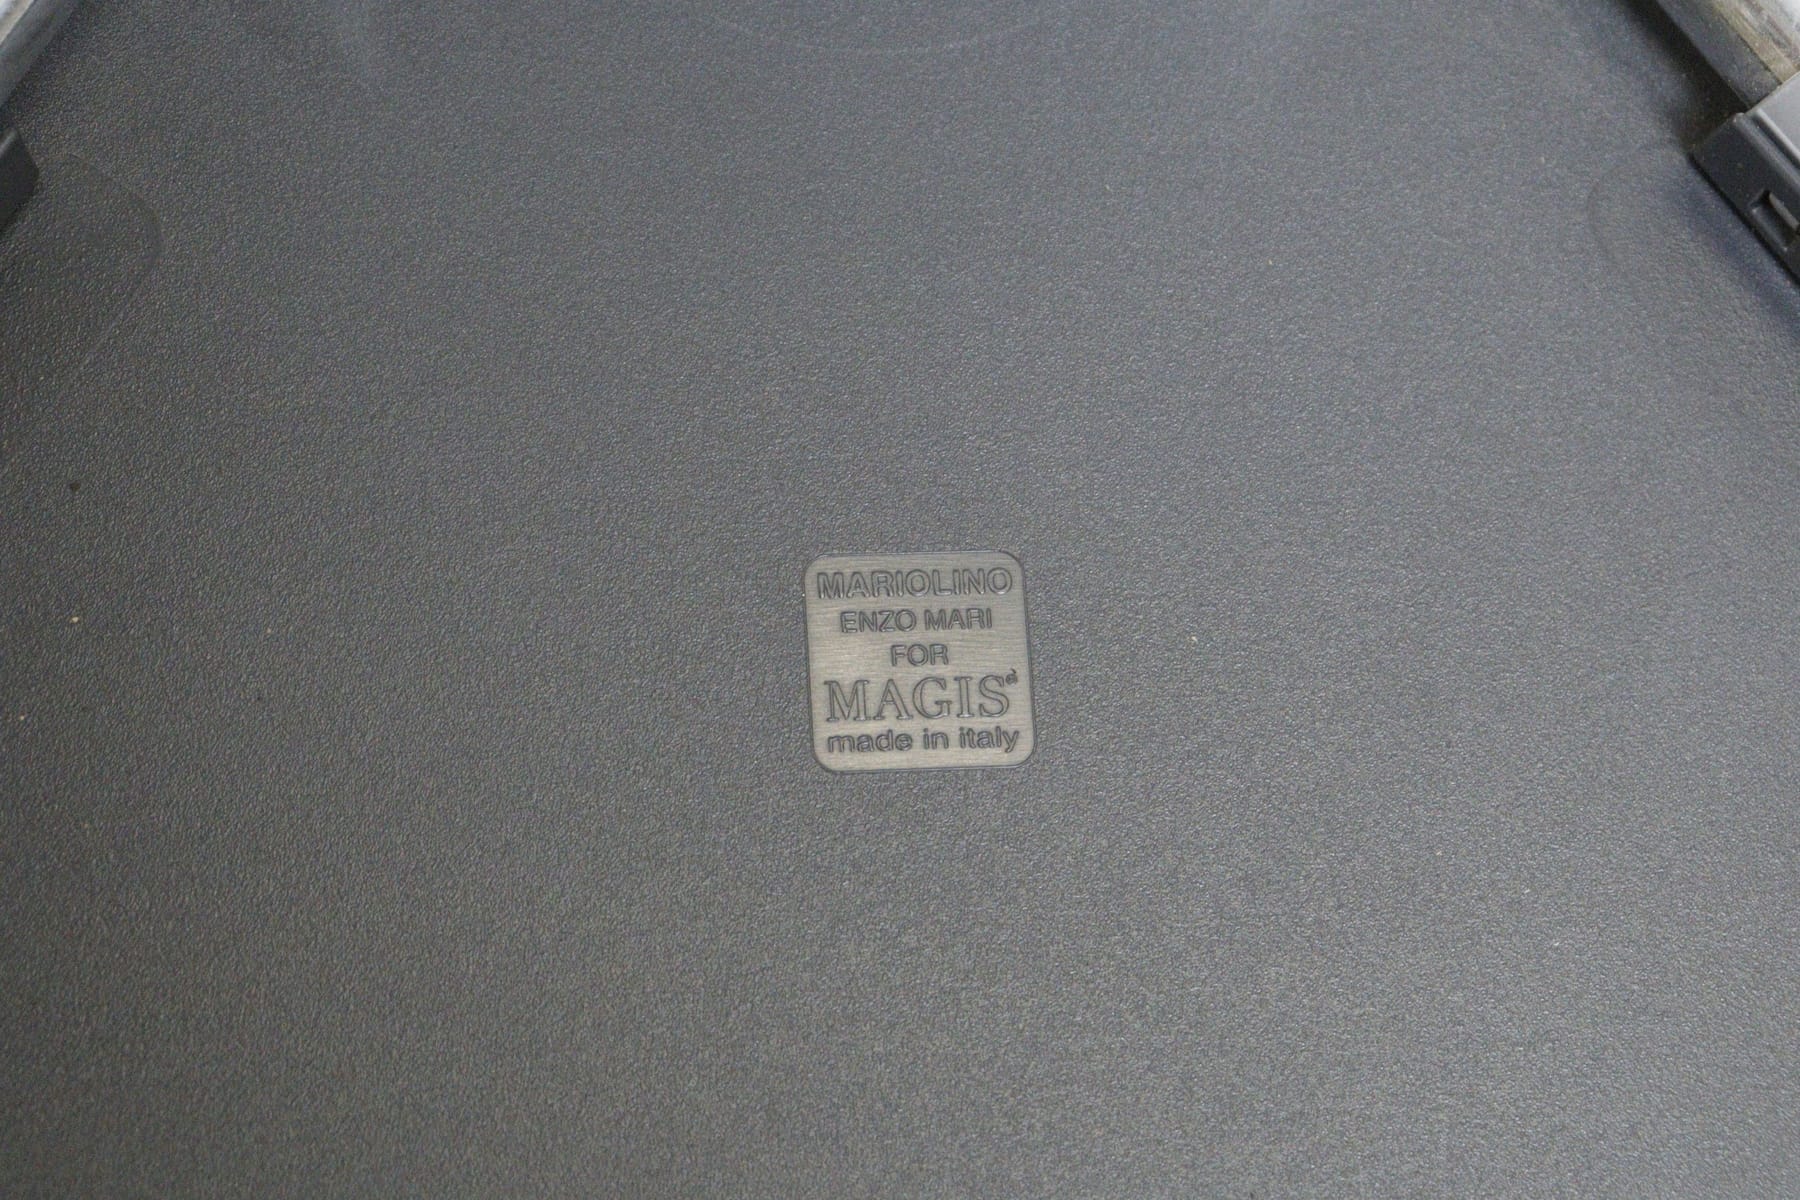 MARIOLINO
ENZO MARI
FOR
MAGIS
made in italy